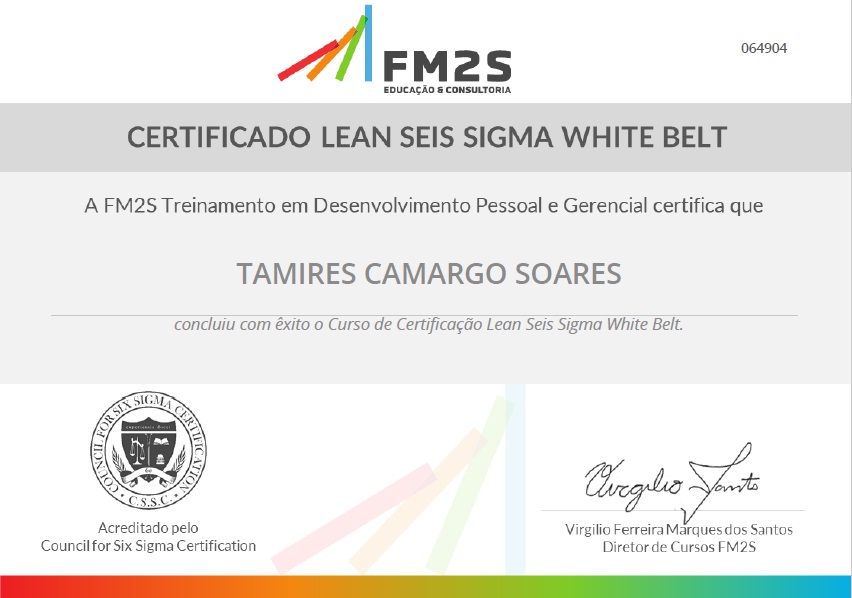 FM2S
EDUCAÇÃO & CONSULTORIA
064904
CERTIFICADO LEAN SEIS SIGMA WHITE BELT
A FM2S Treinamento em Desenvolvimento Pessoal e Gerencial certifica que
TAMIRES CAMARGO SOARES
concluiu com êxito o Curso de Certificação Lean Seis Sigma White Belt.
COUNCIL FOR SIX SIGMA CERTIFICATION
C.S.S.C.
Acreditado pelo
Council for Six Sigma Certification
Virgilio Santo
Virgilio Ferreira Marques dos Santos
Diretor de Cursos FM2S